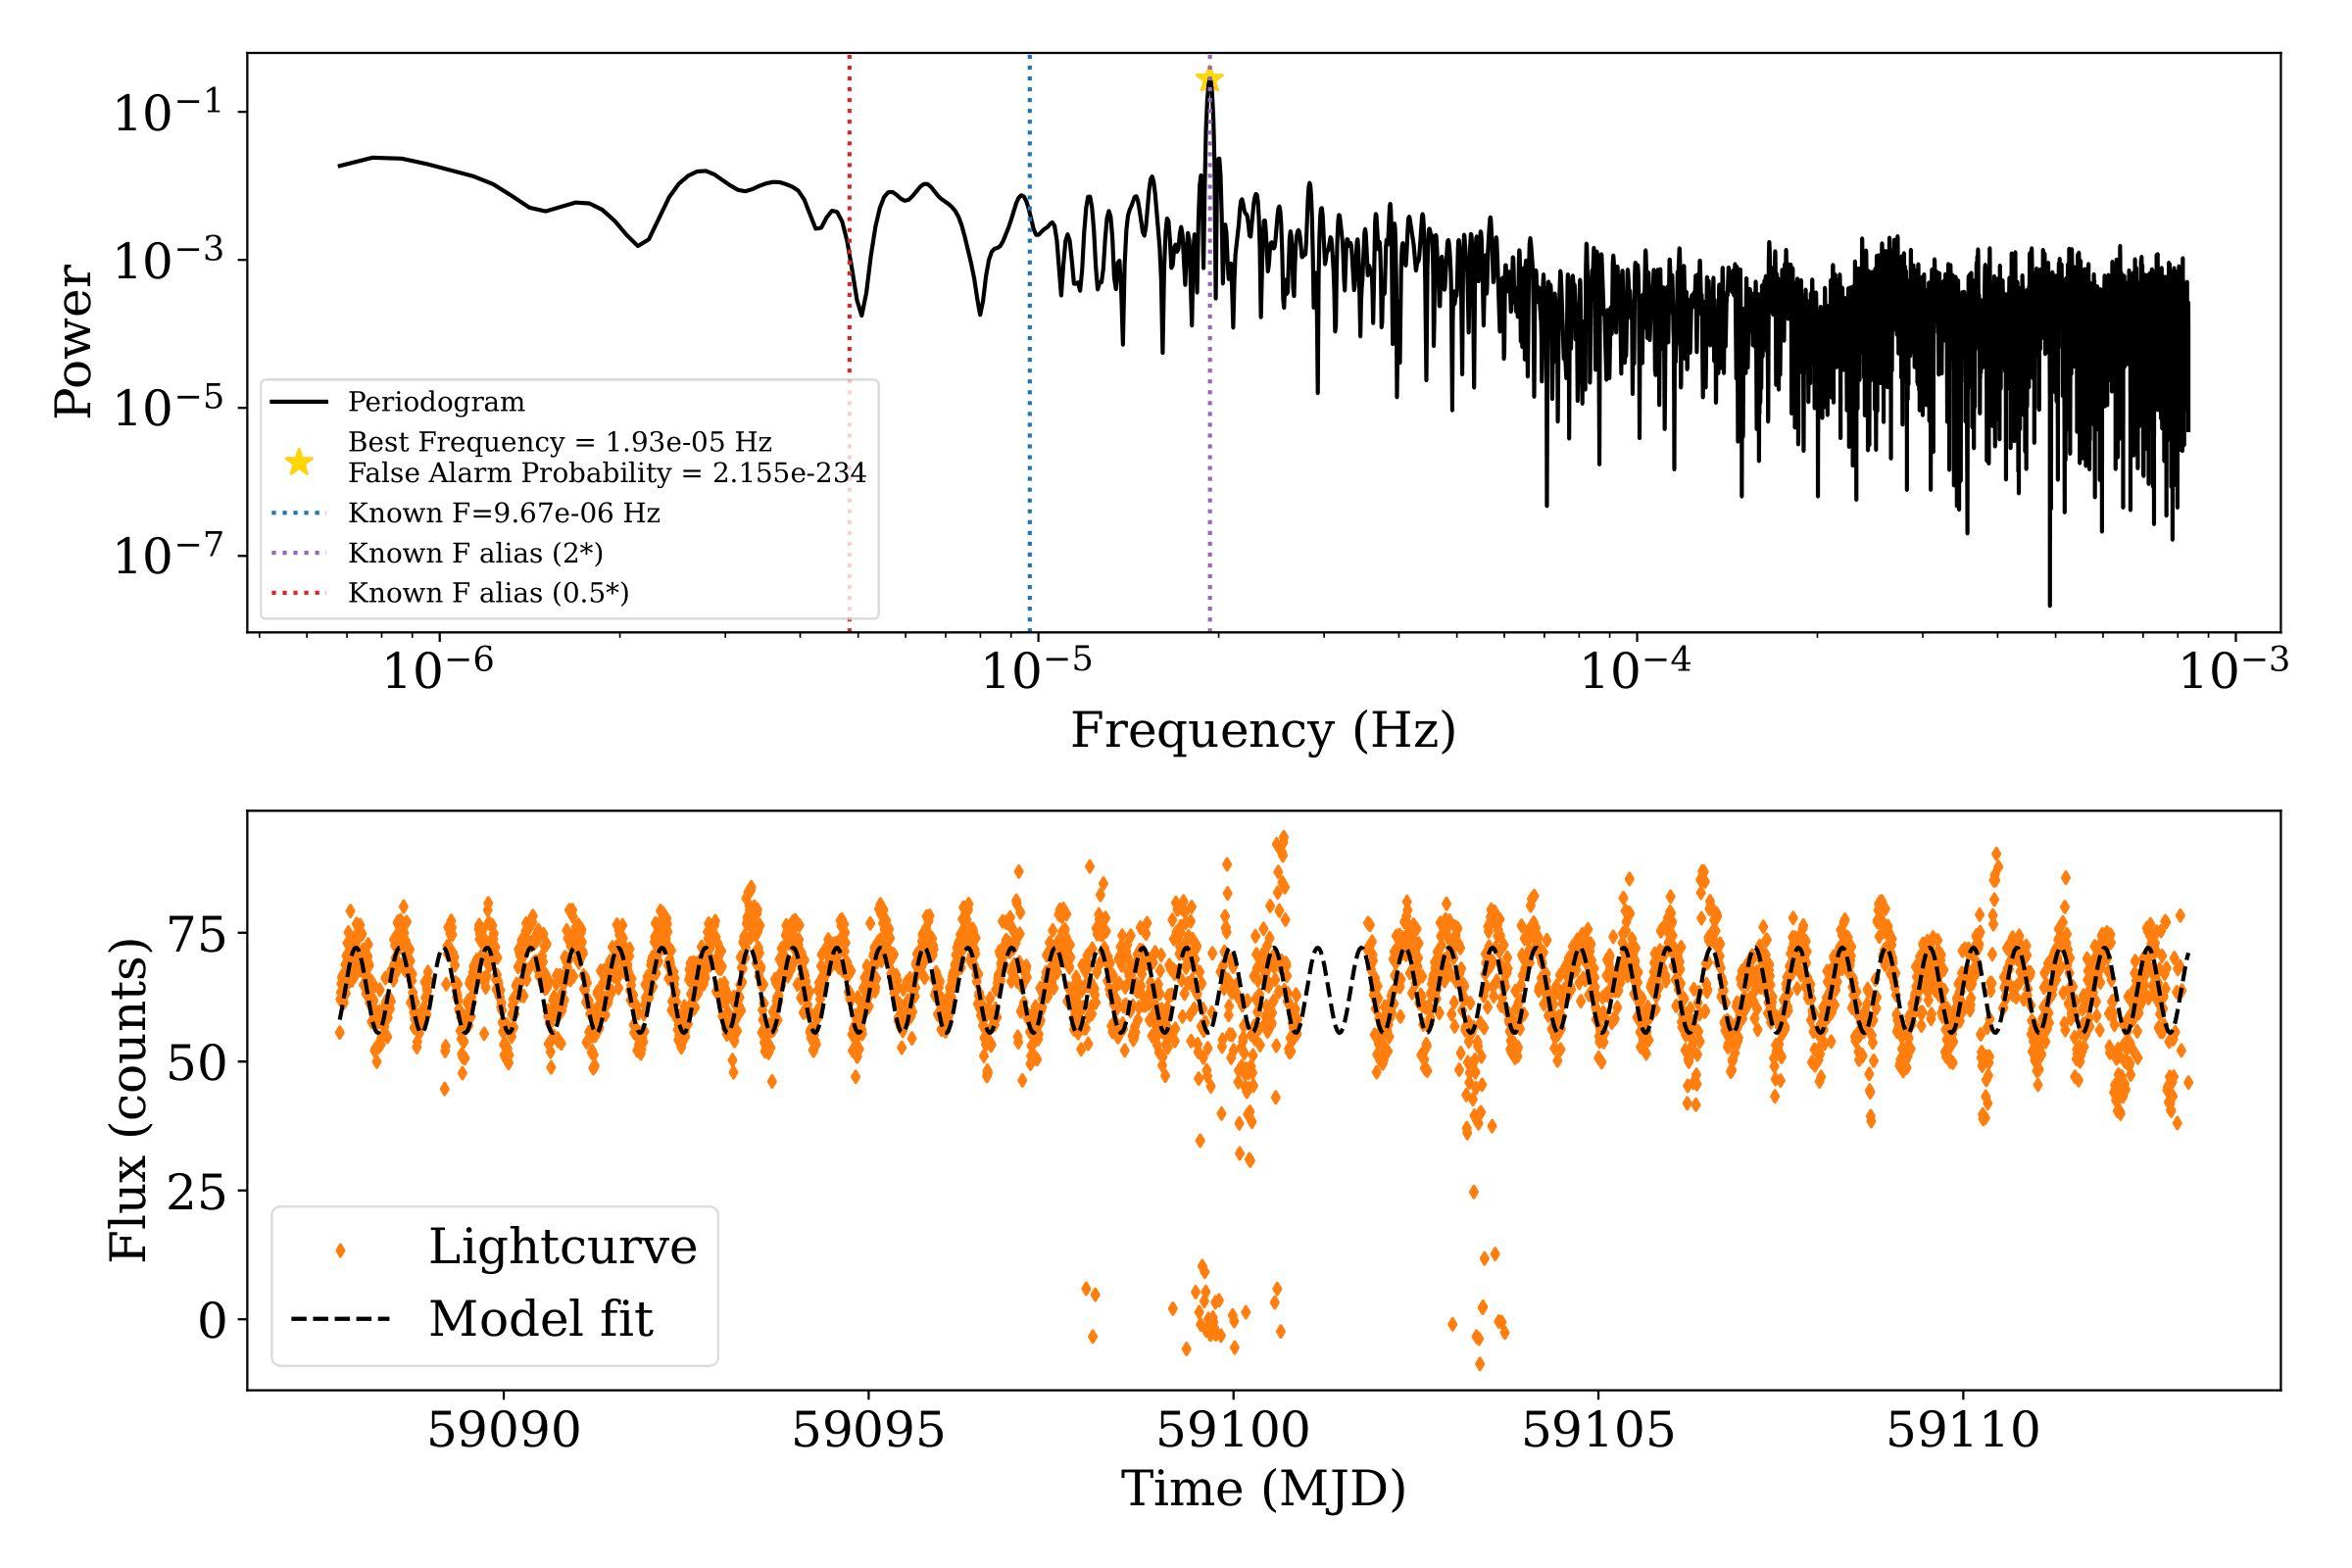 10⁻¹
10⁻³
10⁻⁵
10⁻⁷
Power
Periodogram
Best Frequency = 1.93e-05 Hz
False Alarm Probability = 2.155e-234
Known F=9.67e-06 Hz
Known F alias (2*)
Known F alias (0.5*)
10⁻⁶ 10⁻⁵ 10⁻⁴ 10⁻³
Frequency (Hz)
75
50
25
0
Flux (counts)
Lightcurve
Model fit
59090 59095 59100 59105 59110
Time (MJD)